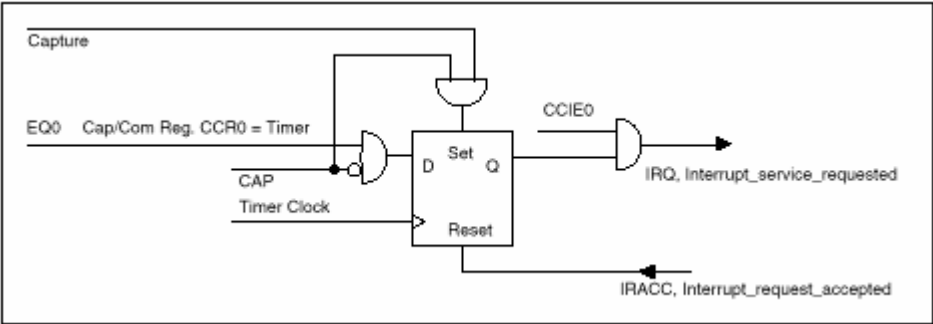 Capture
CCIE0
EQ0 Cap/Com Reg. CCR0 = Timer
D Set Q
IRQ, Interrupt_service_requested
CAP
Timer Clock
Reset
IRACC, Interrupt_request_accepted